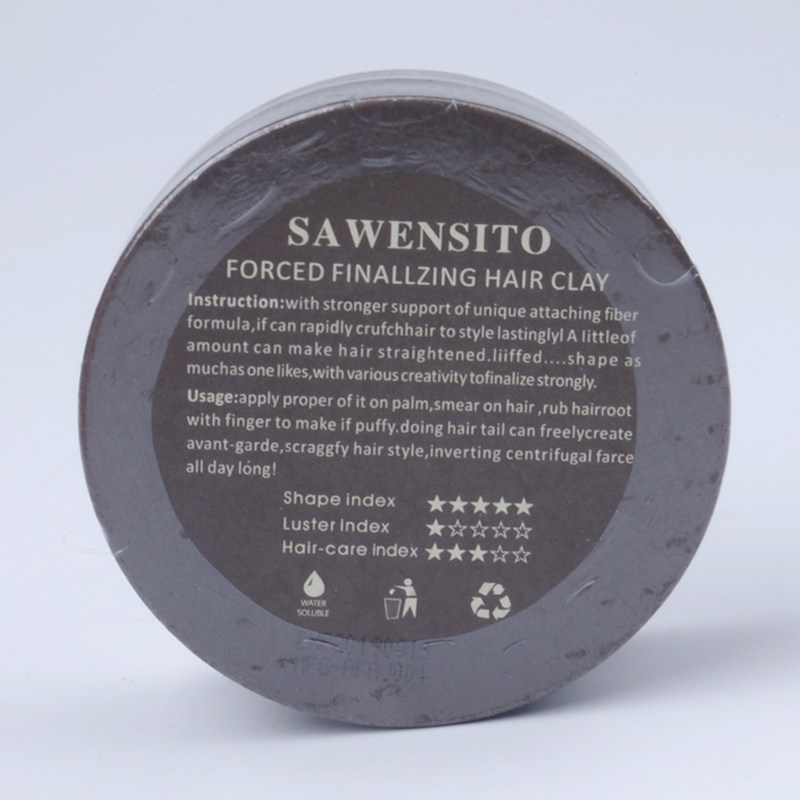 SAWENSITO
FORCED FINALLZING HAIR CLAY
Instruction:with stronger support of unique attaching fiber
formula,if can rapidly crufchhair to style lastinglyl A littleof
amount can make hair straightened.liiffed....shape as
muchas one likes,with various creativity tofinalize strongly.
Usage:apply proper of it on palm,smear on hair ,rub hairroot
with finger to make if puffy.doing hair tail can freelycreate
avant-garde,scraggfy hair style,inverting centrifugal farce
all day long!
Shape index ★★★★★
Luster index ★☆☆☆☆
Hair-care index ★★★☆☆
WATER
SOLUBLE